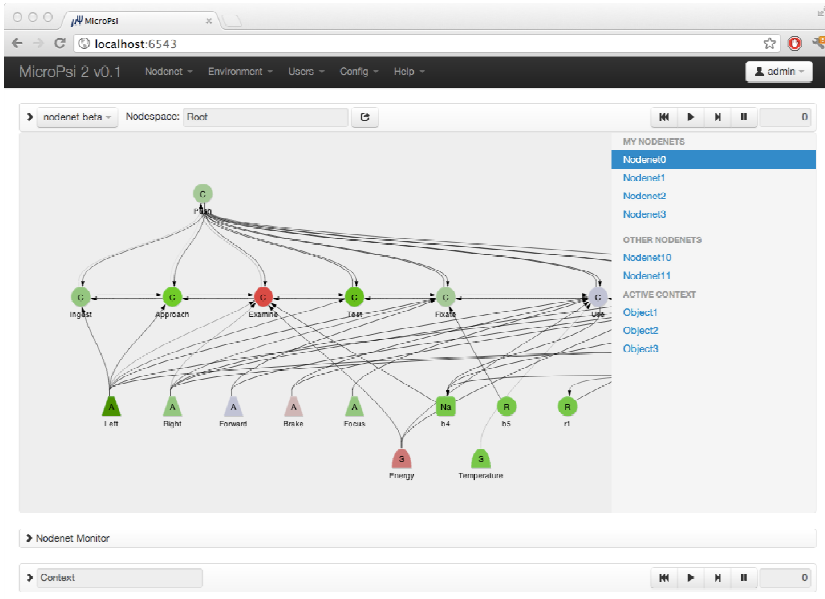 MicroPsi
localhost:6543
MicroPsi 2 v0.1 Nodenet Environment Users Config Help admin
nodenet beta Nodespace: Root 0
MY NODENETS
Nodenet0
Nodenet1
Nodenet2
Nodenet3
OTHER NODENETS
Nodenet10
Nodenet11
ACTIVE CONTEXT
Object1
Object2
Object3
C
C C C C C C
Ingest Approach Examine Test Fixate
A A A A A Na R R
Left Right Forward Brake Focus b4 b5 r1
S S
Energy Temperature
Nodenet Monitor
Context 0